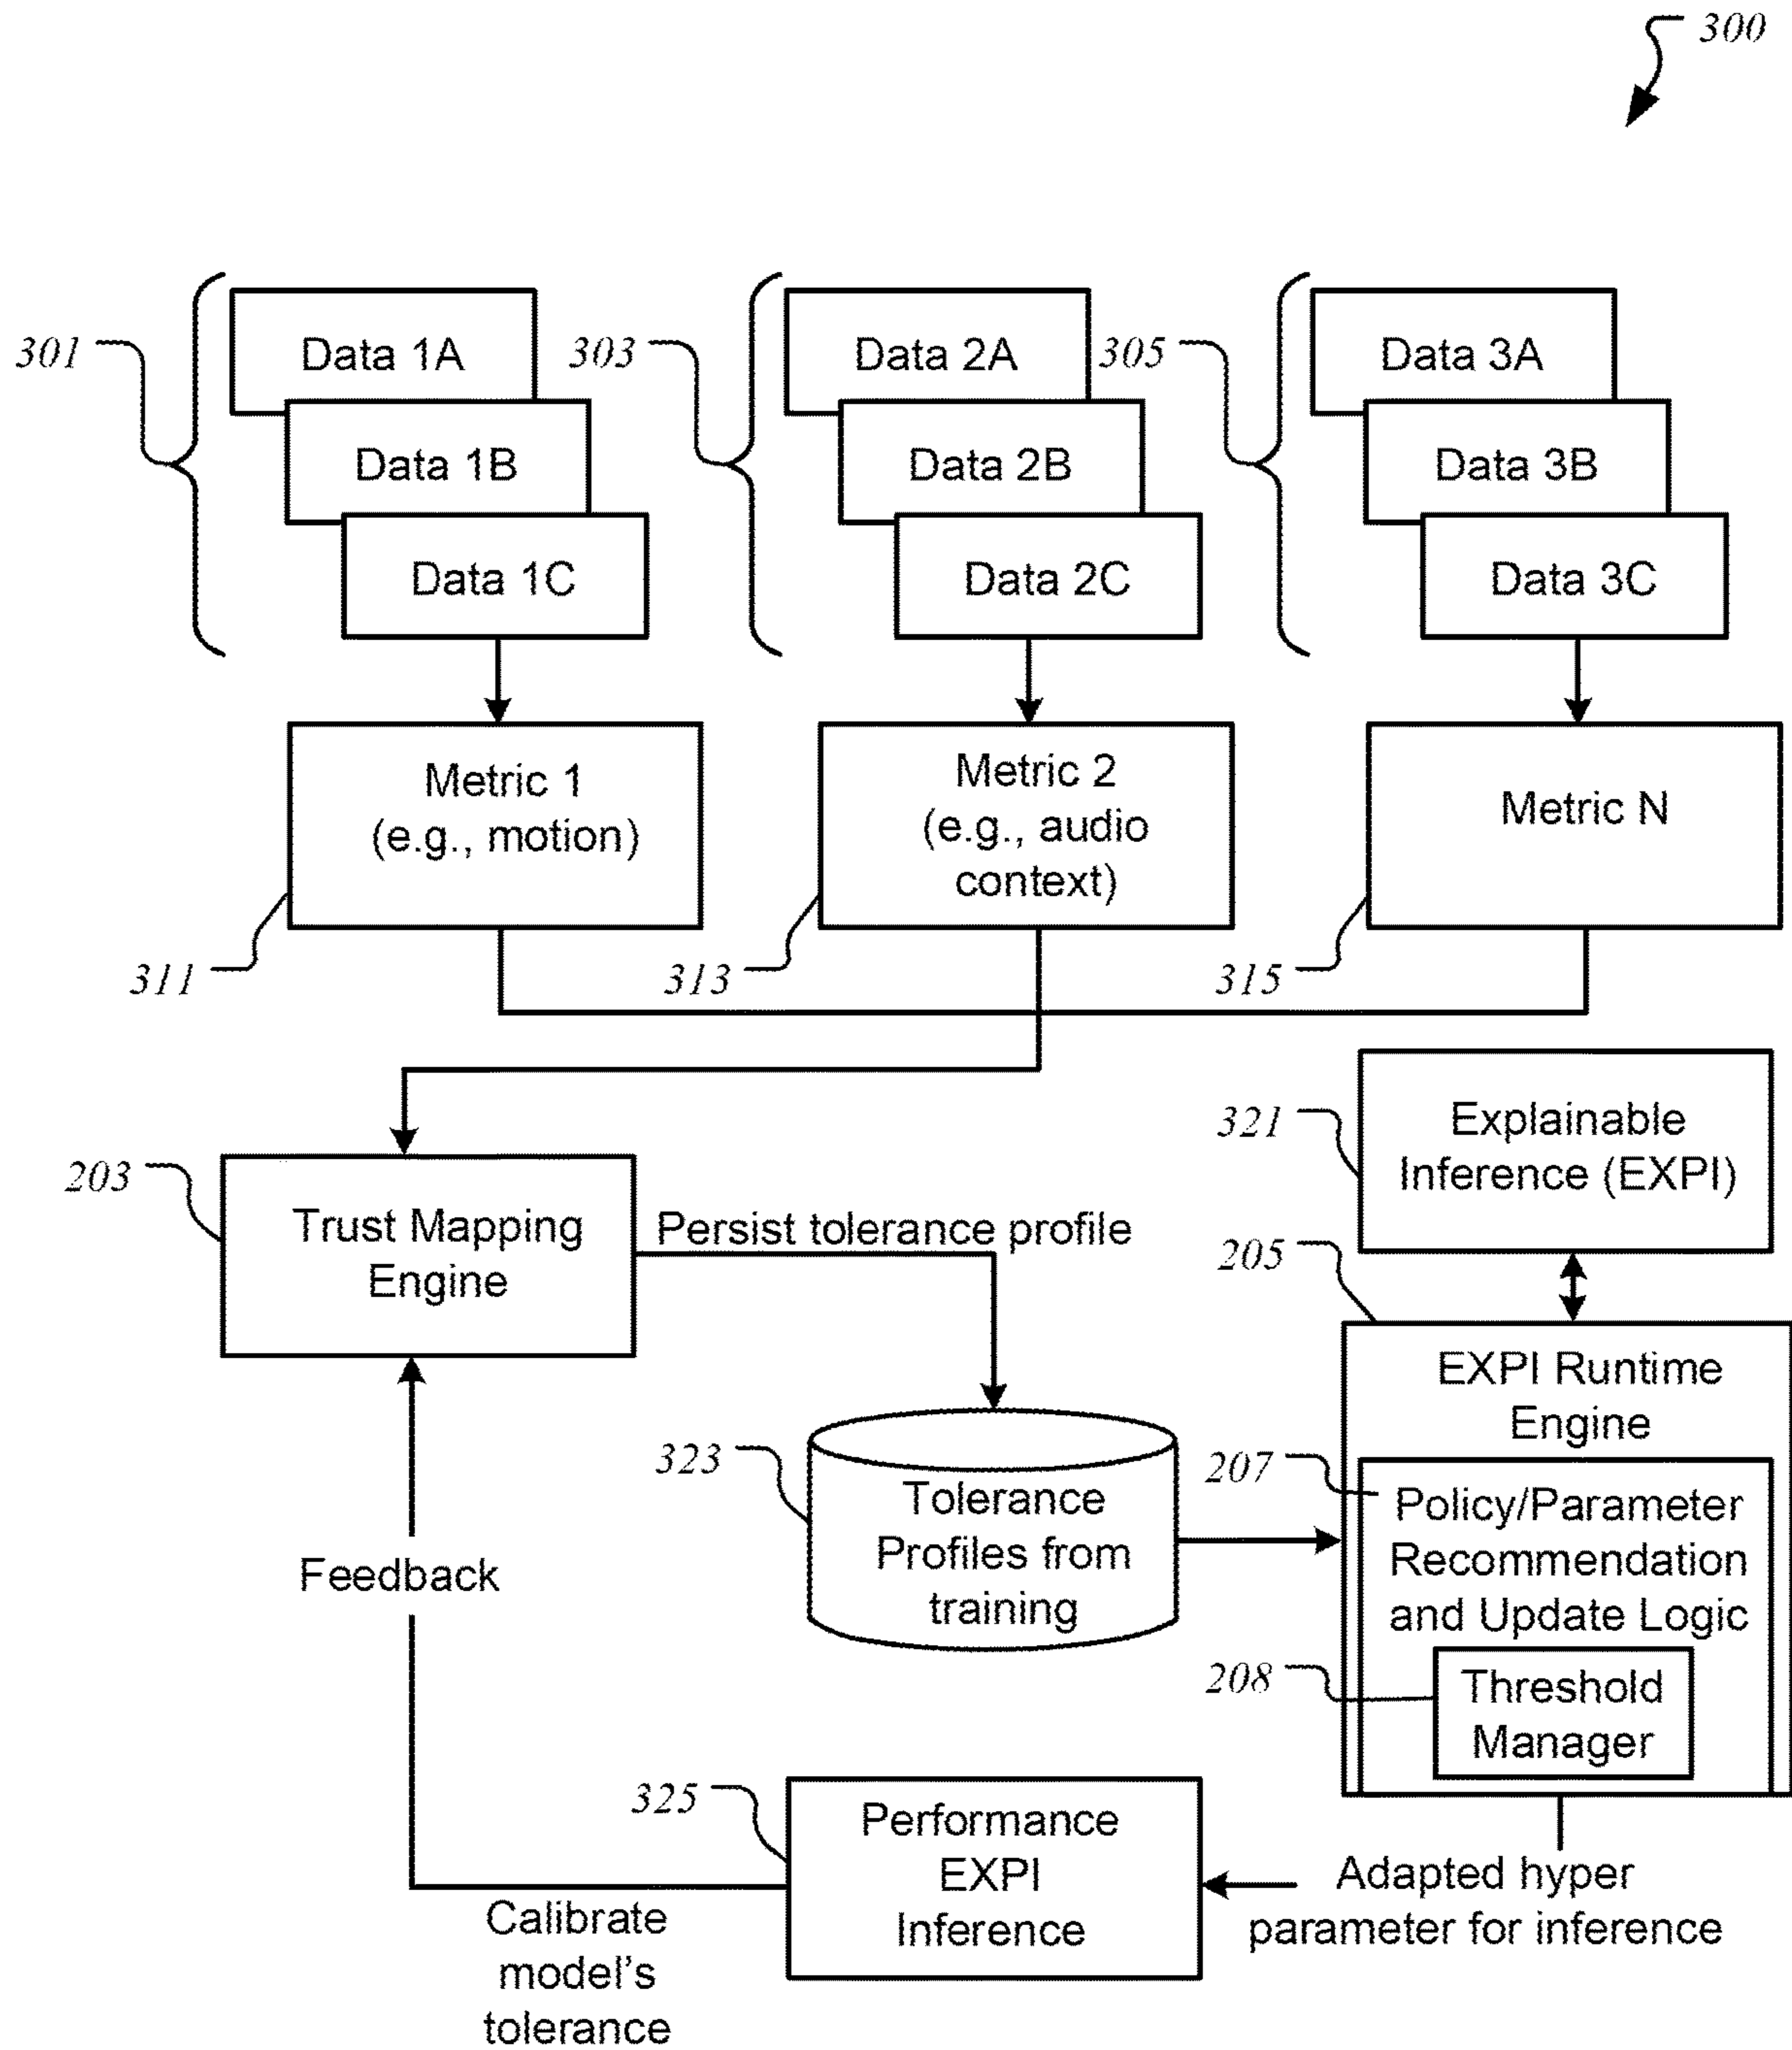 300
301
Data 1A
Data 1B
Data 1C
303
Data 2A
Data 2B
Data 2C
305
Data 3A
Data 3B
Data 3C
Metric 1
(e.g., motion)
311
Metric 2
(e.g., audio
context)
313
Metric N
315
203
Trust Mapping
Engine
Persist tolerance profile
321
Explainable
Inference (EXPI)
205
EXPI Runtime
Engine
207
Policy/Parameter
Recommendation
and Update Logic
208
Threshold
Manager
323
Tolerance
Profiles from
training
Feedback
325
Performance
EXPI
Inference
Adapted hyper
parameter for inference
Calibrate
model's
tolerance